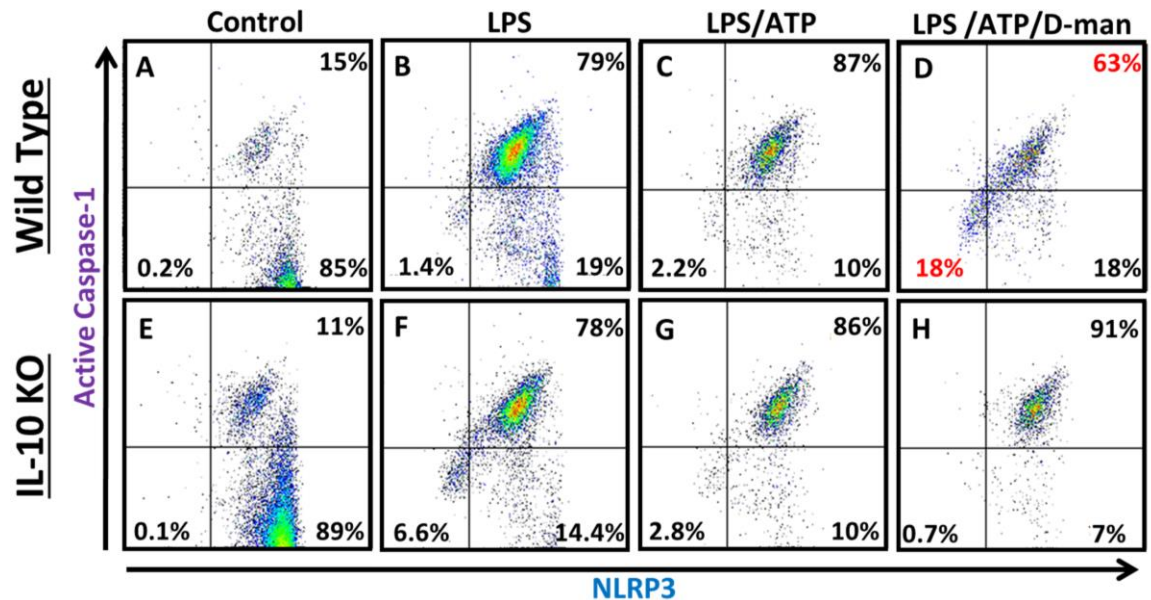 Control LPS LPS/ATP LPS /ATP/D-man
Wild Type
Active Caspase-1
A 15% B 79% C 87% D 63%
0.2% 85% 1.4% 19% 2.2% 10% 18% 18%
IL-10 KO
E 11% F 78% G 86% H 91%
0.1% 89% 6.6% 14.4% 2.8% 10% 0.7% 7%
NLRP3